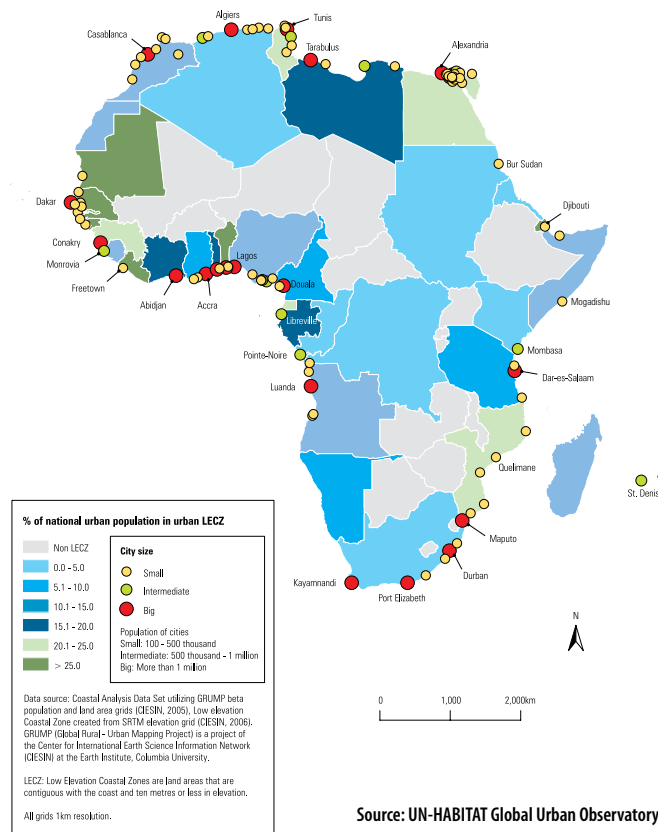 Algiers
Tunis
Casablanca
Tarabulus
Alexandria
Bur Sudan
Dakar
Djibouti
Conakry
Lagos
Monrovia
Douala
Freetown
Abidjan
Accra
Libreville
Mogadishu
Pointe-Noire
Mombasa
Luanda
Dar-es-Salaam
Quelimane
St. Denis
Maputo
Durban
Kayamnandi
Port Elizabeth
% of national urban population in urban LECZ
Non LECZ
0.0 - 5.0
5.1 - 10.0
10.1 - 15.0
15.1 - 20.0
20.1 - 25.0
> 25.0
City size
Small
Intermediate
Big
Population of cities
Small: 100 - 500 thousand
Intermediate: 500 thousand - 1 million
Big: More than 1 million
Data source: Coastal Analysis Data Set utilizing GRUMP beta
population and land area grids (CIESIN, 2005), Low elevation
Coastal Zone created from SRTM elevation grid (CIESIN, 2006).
GRUMP (Global Rural - Urban Mapping Project) is a project of
the Center for International Earth Science Information Network
(CIESIN) at the Earth Institute, Columbia University.
LECZ: Low Elevation Coastal Zones are land areas that are
contiguous with the coast and ten metres or less in elevation.
All grids 1km resolution.
N
0 1,000 2,000km
Source: UN-HABITAT Global Urban Observatory